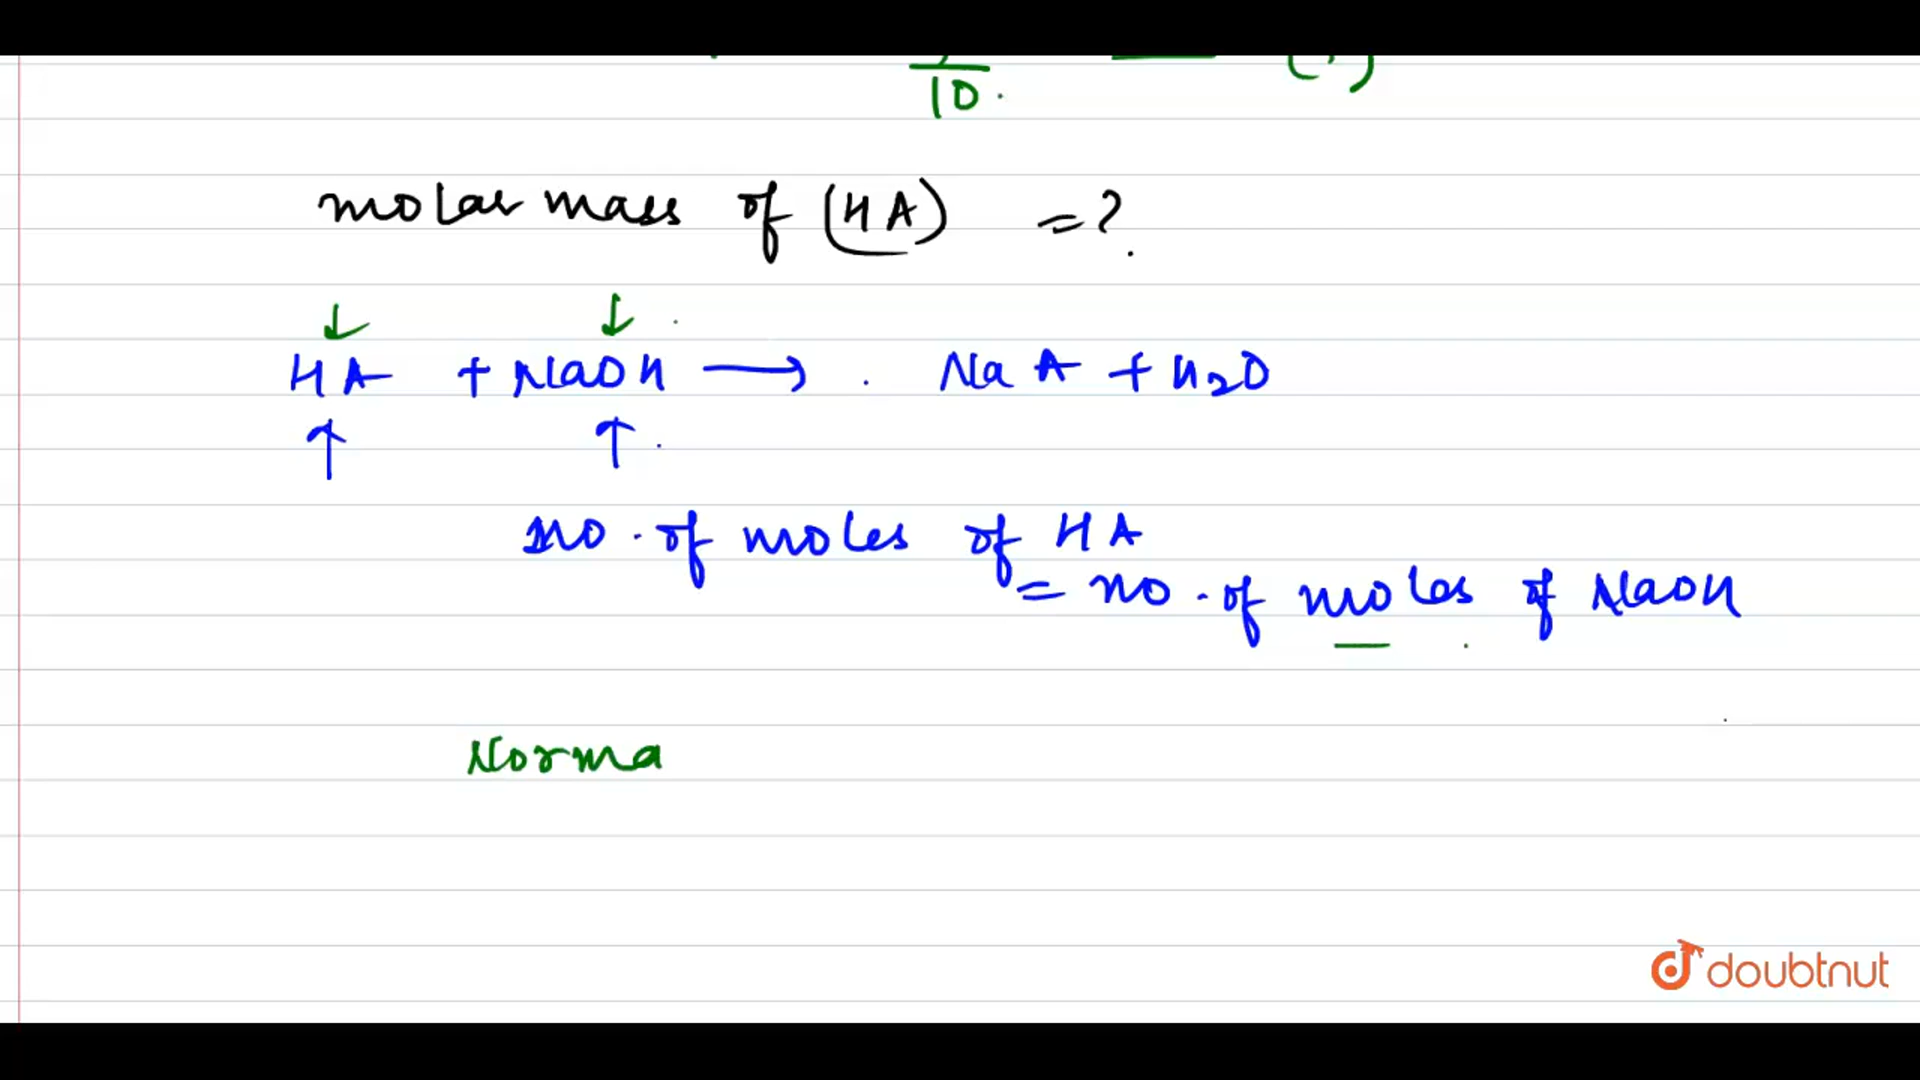 10.
molar mass of (HA) = ?
HA + NaOH → NaA + H2O
no. of moles of HA
= no. of moles of NaOH
Norma
doubtnut